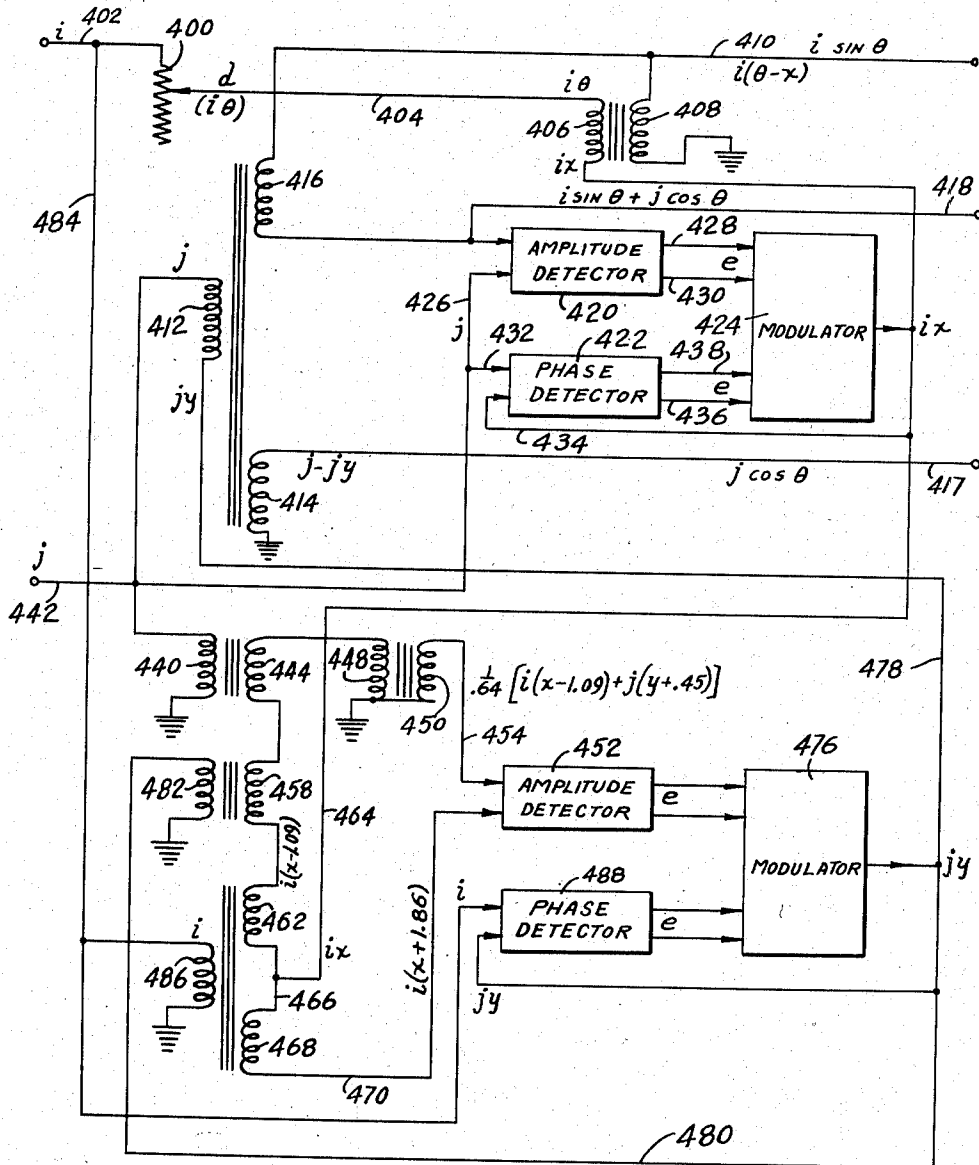 i 402 400
410 i sin θ
i(θ-x)
d
(iθ)
404
iθ
406 408
ix
416
i sin θ + j cos θ
418
484
j
412
jy
AMPLITUDE
DETECTOR
420
428
e
430
426
j
432
422
PHASE
DETECTOR
434
438
e
436
424
MODULATOR
ix
j-jy
414
j cos θ
417
j
442
440 444 448 450
1/.64 [i(x-1.09)+j(y+.45)]
454
478
482 458
464
i(x-1.09)
452
AMPLITUDE
DETECTOR
e
476
MODULATOR
jy
462
i
486
ix
466
468
470
i(x+1.86)
i
488
PHASE
DETECTOR
e
jy
480